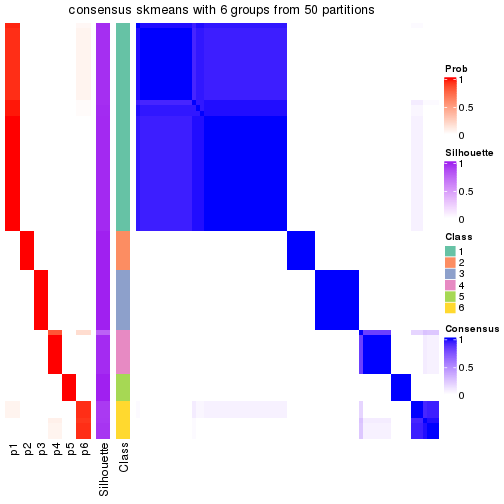 consensus skmeans with 6 groups from 50 partitions
Prob
1
0.5
0
Silhouette
1
0.5
0
Class
1
2
3
4
5
6
Consensus
1
0.5
0
p1
p2
p3
p4
p5
p6
Silhouette
Class